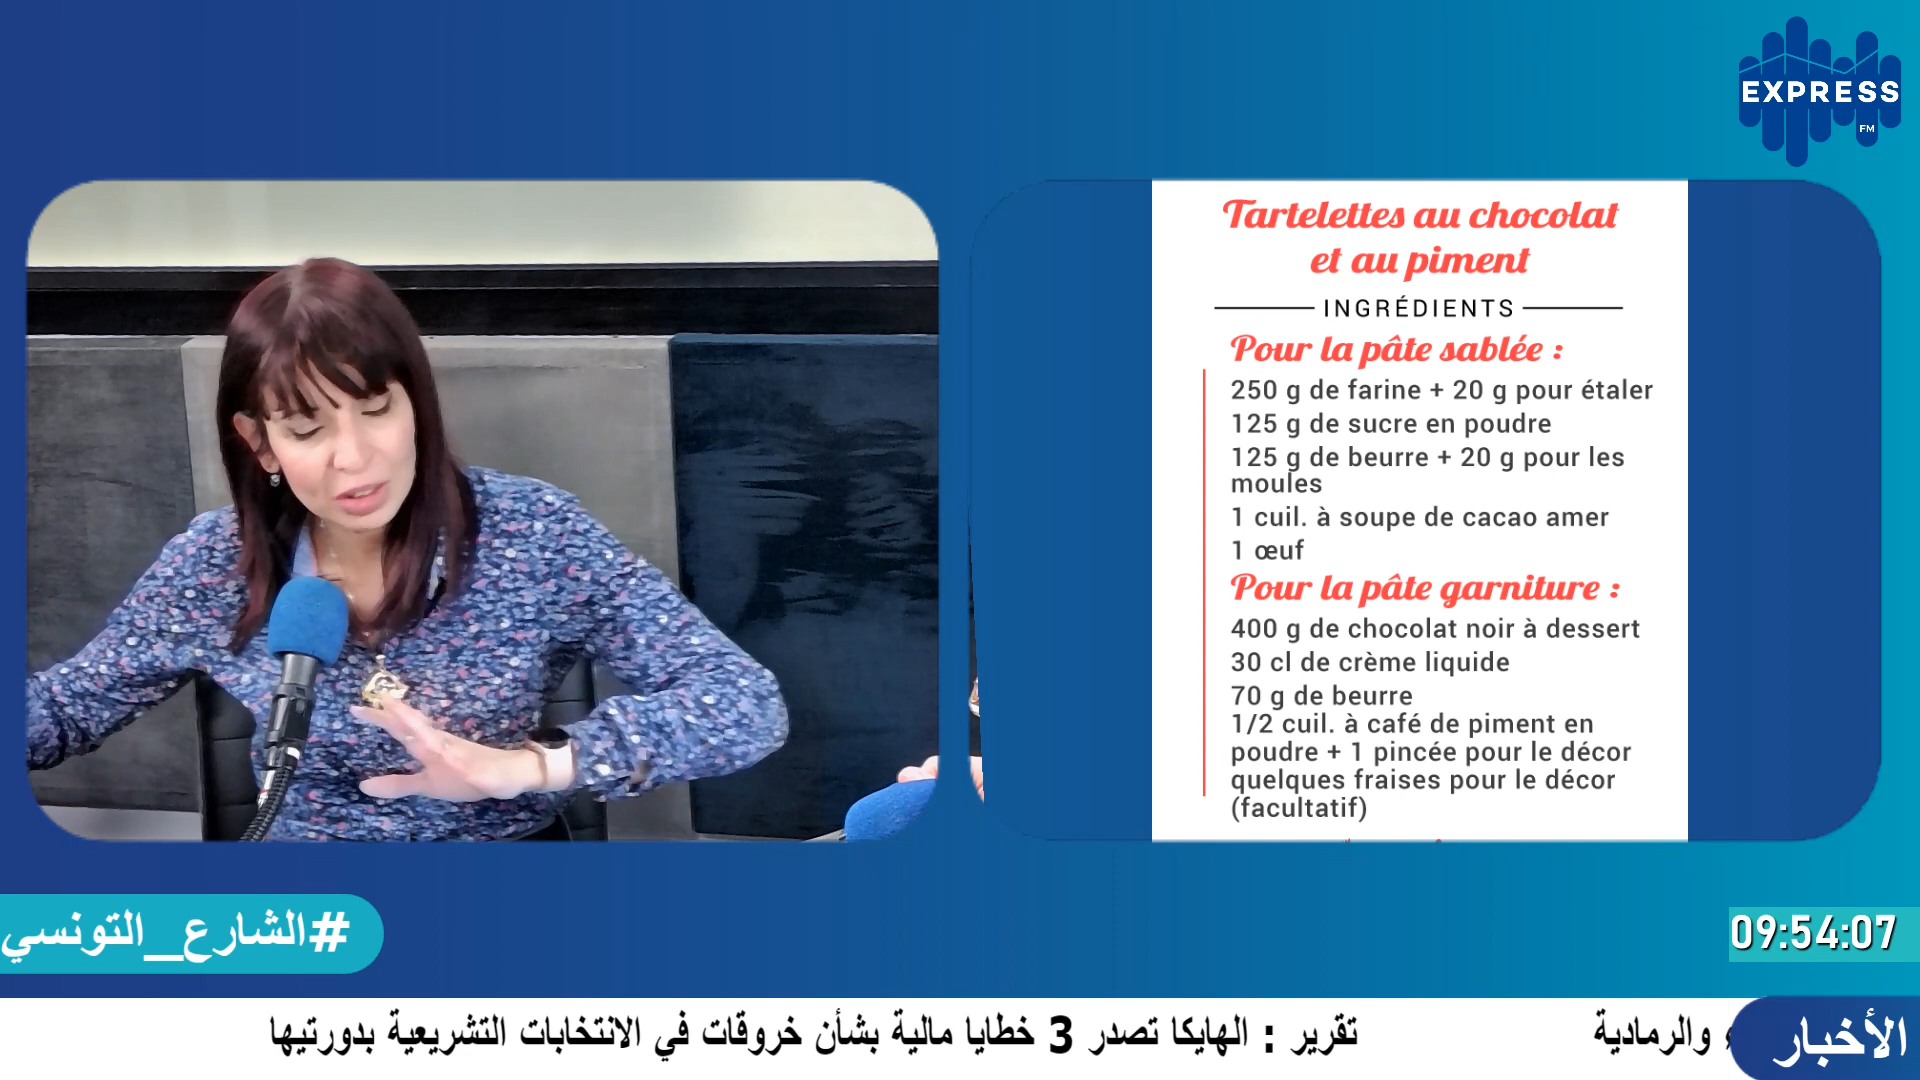 EXPRESS
FM
Tartelettes au chocolat
et au piment
INGRÉDIENTS
Pour la pâte sablée :
250 g de farine + 20 g pour étaler
125 g de sucre en poudre
125 g de beurre + 20 g pour les
moules
1 cuil. à soupe de cacao amer
1 œuf
Pour la pâte garniture :
400 g de chocolat noir à dessert
30 cl de crème liquide
70 g de beurre
1/2 cuil. à café de piment en
poudre + 1 pincée pour le décor
quelques fraises pour le décor
(facultatif)
#الشارع_التونسي
09:54:07
الأخبار
والرمادية
تقرير : الهايكا تصدر 3 خطايا مالية بشأن خروقات في الانتخابات التشريعية بدورتيها